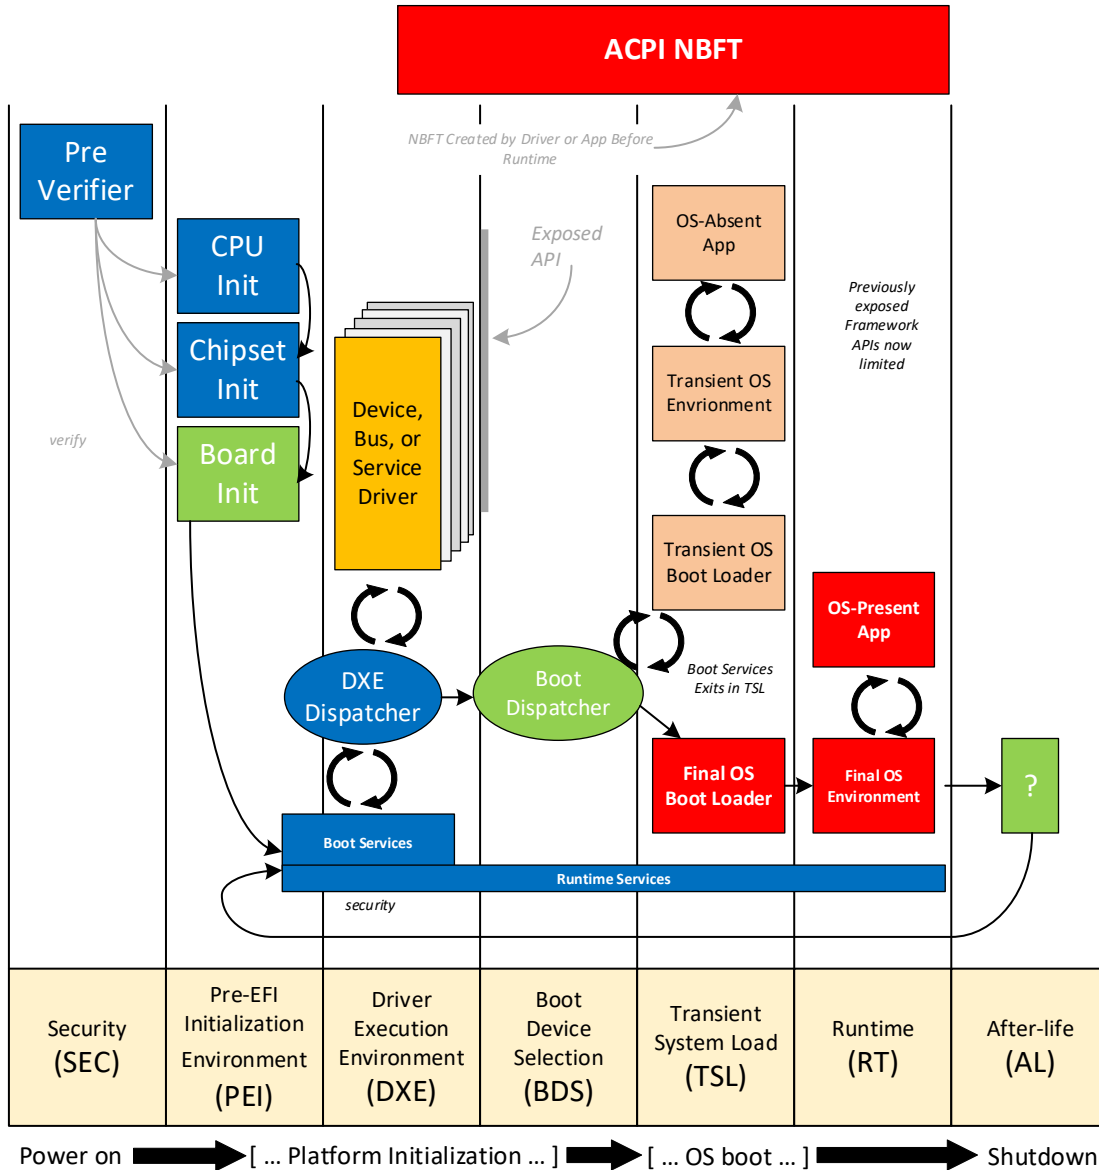 ACPI NBFT
NBFT Created by Driver or App Before
Runtime
Pre
Verifier
CPU
Init
Chipset
Init
Board
Init
verify
Exposed
API
Device,
Bus, or
Service
Driver
OS-Absent
App
Transient OS
Envrionment
Transient OS
Boot Loader
Previously
exposed
Framework
APIs now
limited
OS-Present
App
DXE
Dispatcher
Boot
Dispatcher
Boot Services
Exits in TSL
Final OS
Boot Loader
Final OS
Environment
?
Boot Services
Runtime Services
security
Security
(SEC)
Pre-EFI
Initialization
Environment
(PEI)
Driver
Execution
Environment
(DXE)
Boot
Device
Selection
(BDS)
Transient
System Load
(TSL)
Runtime
(RT)
After-life
(AL)
Power on [ ... Platform Initialization ... ] [ ... OS boot ... ] Shutdown